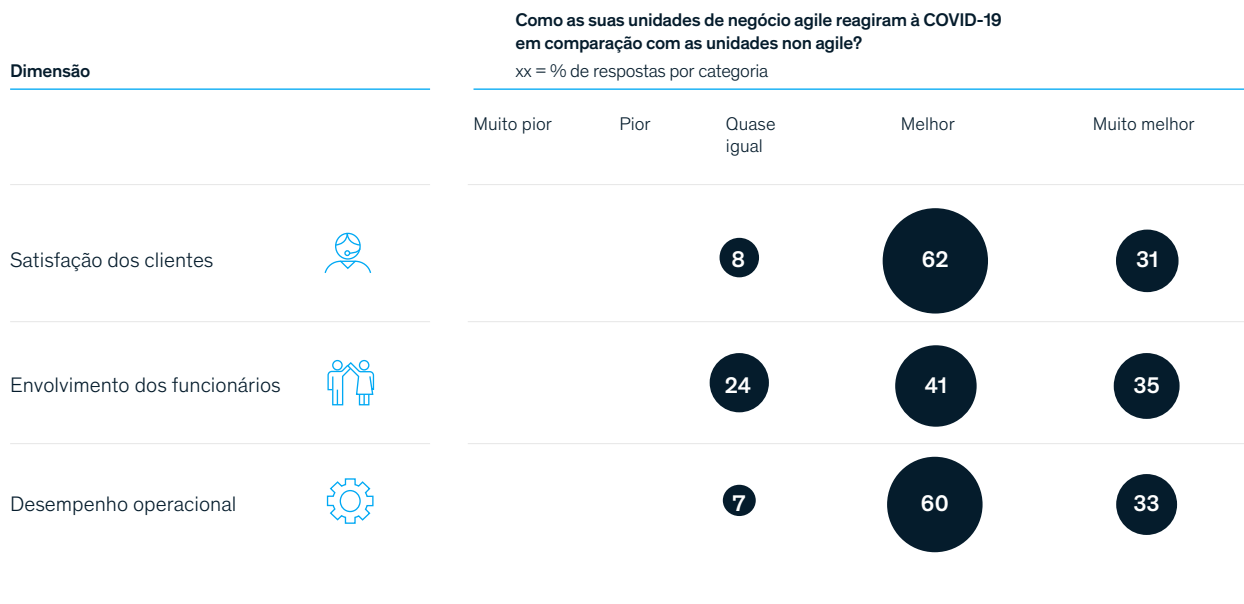 Como as suas unidades de negócio agile reagiram à COVID-19
em comparação com as unidades non agile?
Dimensão
xx = % de respostas por categoria
Muito pior
Pior
Quase
igual
Melhor
Muito melhor
Satisfação dos clientes
8
62
31
Envolvimento dos funcionários
24
41
35
Desempenho operacional
7
60
33